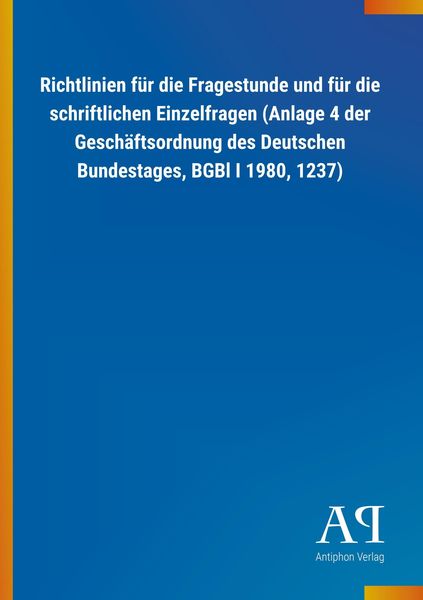 Richtlinien für die Fragestunde und für die
schriftlichen Einzelfragen (Anlage 4 der
Geschäftsordnung des Deutschen
Bundestages, BGBl I 1980, 1237)
AP
Antiphon Verlag